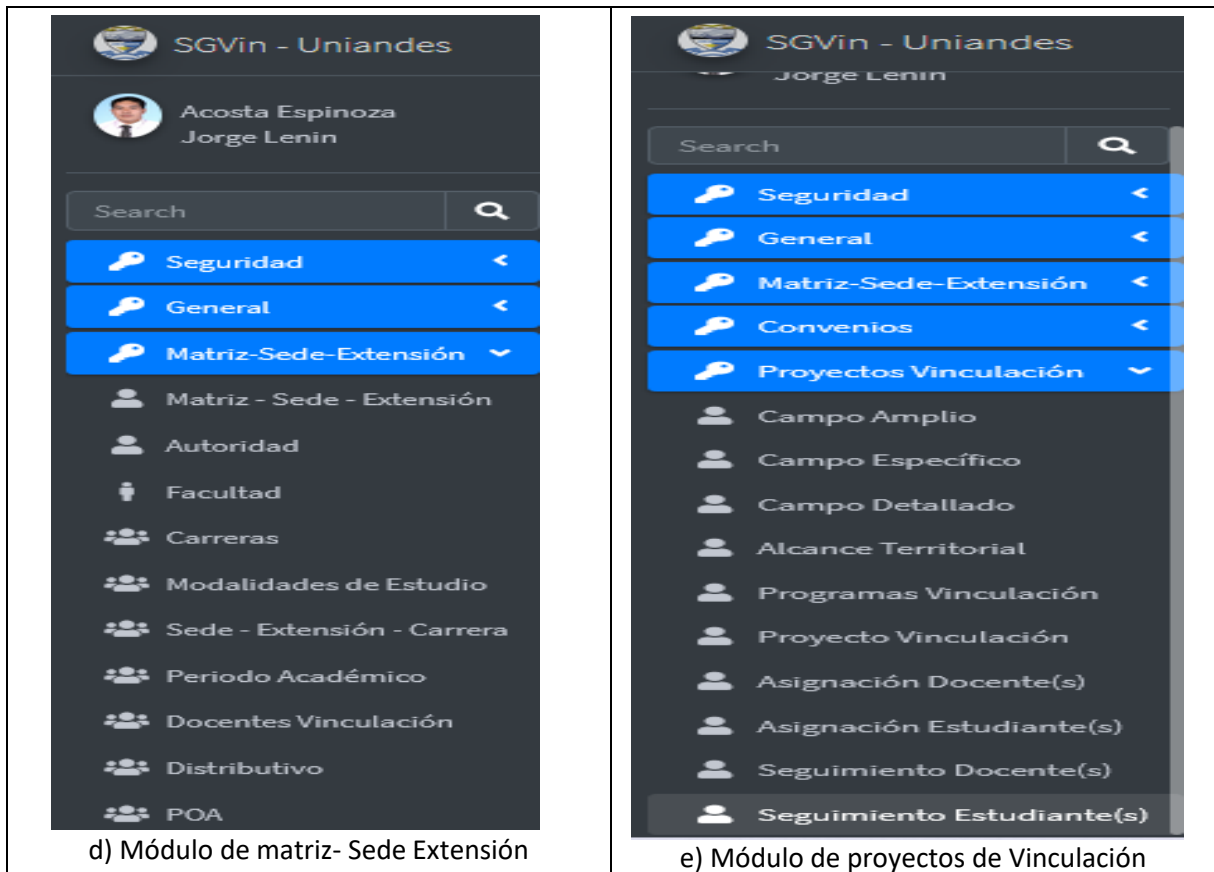 SGVin - Uniandes
Acosta Espinoza
Jorge Lenin
Search
Seguridad
General
Matriz-Sede-Extensión
Matriz - Sede - Extensión
Autoridad
Facultad
Carreras
Modalidades de Estudio
Sede - Extensión - Carrera
Periodo Académico
Docentes Vinculación
Distributivo
POA
d) Módulo de matriz- Sede Extensión
SGVin - Uniandes
Jorge Lenin
Search
Seguridad
General
Matriz-Sede-Extensión
Convenios
Proyectos Vinculación
Campo Amplio
Campo Específico
Campo Detallado
Alcance Territorial
Programas Vinculación
Proyecto Vinculación
Asignación Docente(s)
Asignación Estudiante(s)
Seguimiento Docente(s)
Seguimiento Estudiante(s)
e) Módulo de proyectos de Vinculación